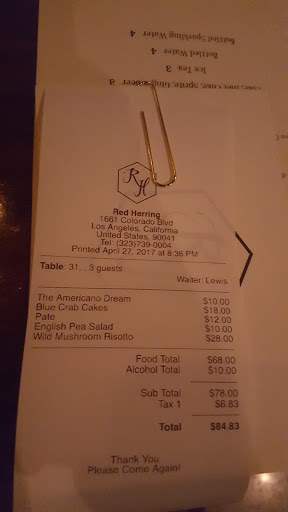 Bottled Sparkling Water 4
Bottled Water 4
Ice Tea 3
RH
Red Herring
1661 Colorado Blvd
Los Angeles, California
United States, 90041
Tel: (323)739-0004
Printed April 27, 2017 at 8:36 PM
Table: 31, , 3 guests
Waiter: Lewis
The Americano Dream $10.00
Blue Crab Cakes $18.00
Pate $12.00
English Pea Salad $10.00
Wild Mushroom Risotto $28.00
Food Total $68.00
Alcohol Total $10.00
Sub Total $78.00
Tax 1 $6.83
Total $84.83
Thank You
Please Come Again!